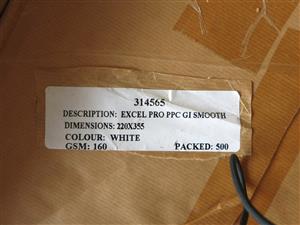 314565
DESCRIPTION: EXCEL PRO PPC GI SMOOTH
DIMENSIONS: 220X355
COLOUR: WHITE
GSM: 160 PACKED: 500